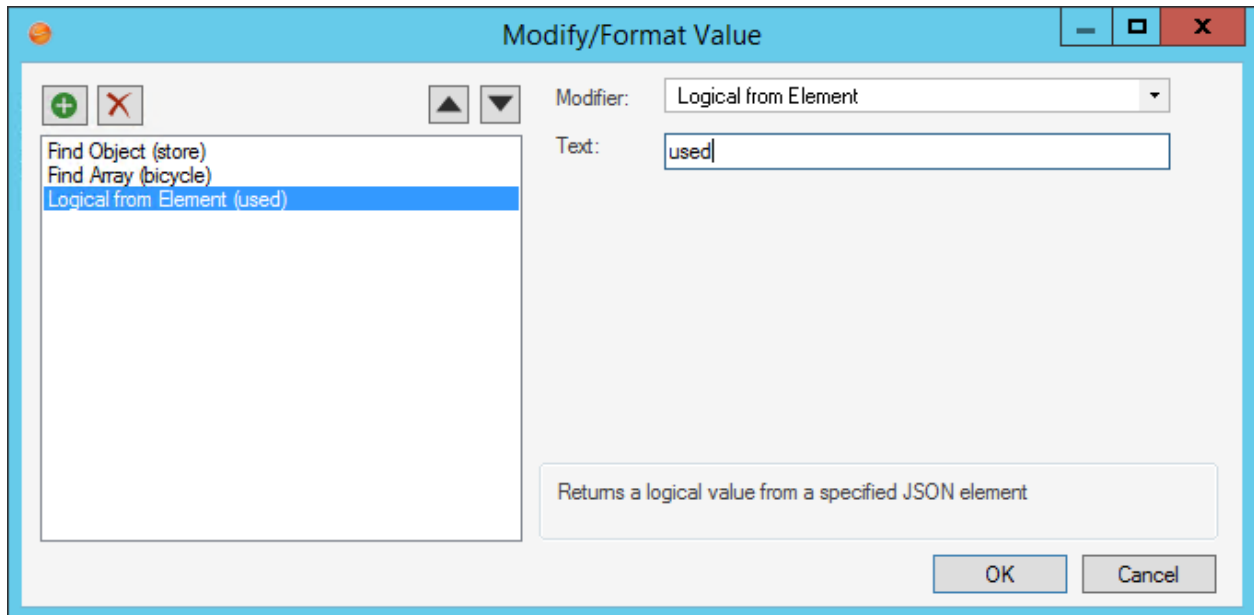 Modify/Format Value
Find Object (store)
Find Array (bicycle)
Logical from Element (used)
Modifier:
Logical from Element
Text:
used
Returns a logical value from a specified JSON element
OK
Cancel